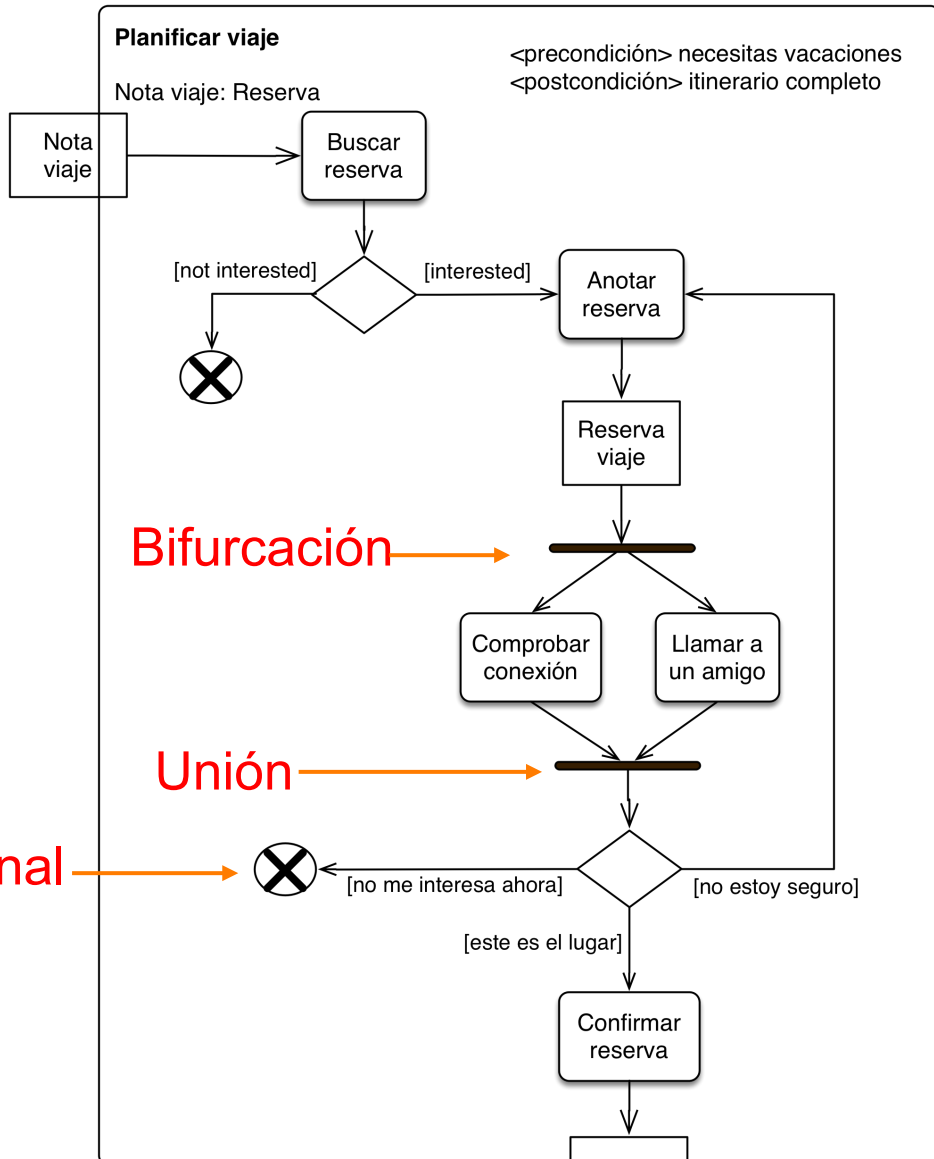 Planificar viaje
<precondición> necesitas vacaciones
<postcondición> itinerario completo
Nota viaje: Reserva
Nota
viaje
Buscar
reserva
[not interested]
[interested]
Anotar
reserva
Reserva
viaje
Bifurcación
Comprobar
conexión
Llamar a
un amigo
Unión
nal
[no me interesa ahora]
[no estoy seguro]
[este es el lugar]
Confirmar
reserva